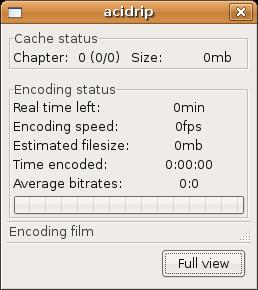 acidrip
Cache status
Chapter: 0 (0/0) Size: 0mb
Encoding status
Real time left: 0min
Encoding speed: 0fps
Estimated filesize: 0mb
Time encoded: 0:00:00
Average bitrates: 0:0
Encoding film
Full view